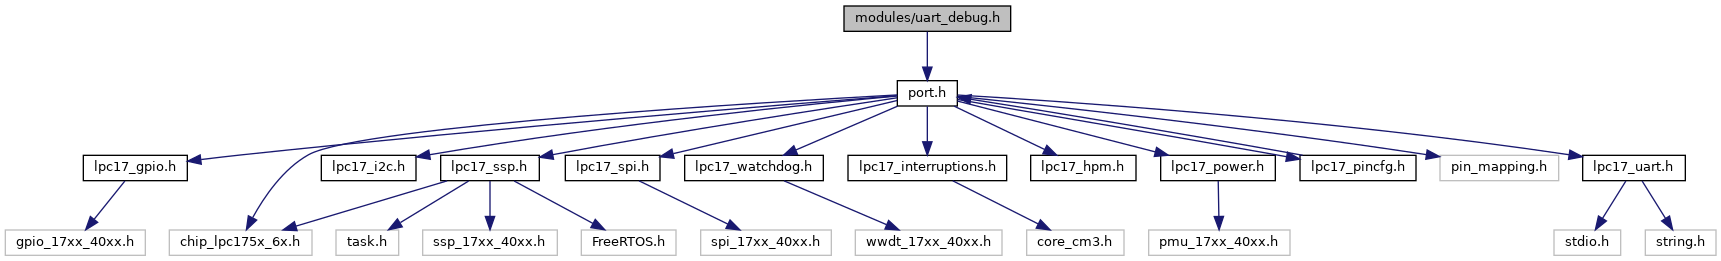 modules/uart_debug.h
port.h
lpc17_gpio.h
lpc17_i2c.h
lpc17_ssp.h
lpc17_spi.h
lpc17_watchdog.h
lpc17_interruptions.h
lpc17_hpm.h
lpc17_power.h
lpc17_pincfg.h
pin_mapping.h
lpc17_uart.h
gpio_17xx_40xx.h
chip_lpc175x_6x.h
task.h
ssp_17xx_40xx.h
FreeRTOS.h
spi_17xx_40xx.h
wwdt_17xx_40xx.h
core_cm3.h
pmu_17xx_40xx.h
stdio.h
string.h